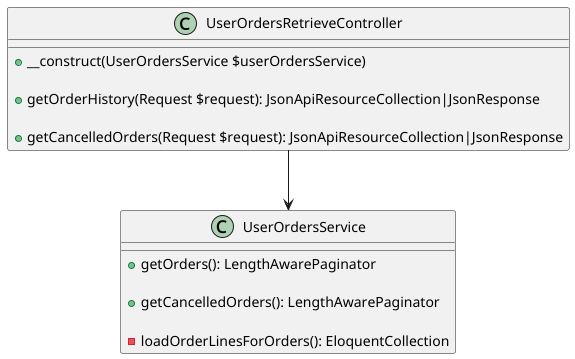 C UserOrdersRetrieveController
__construct(UserOrdersService $userOrdersService)
getOrderHistory(Request $request): JsonApiResourceCollection|JsonResponse
getCancelledOrders(Request $request): JsonApiResourceCollection|JsonResponse
C UserOrdersService
getOrders(): LengthAwarePaginator
getCancelledOrders(): LengthAwarePaginator
loadOrderLinesForOrders(): EloquentCollection